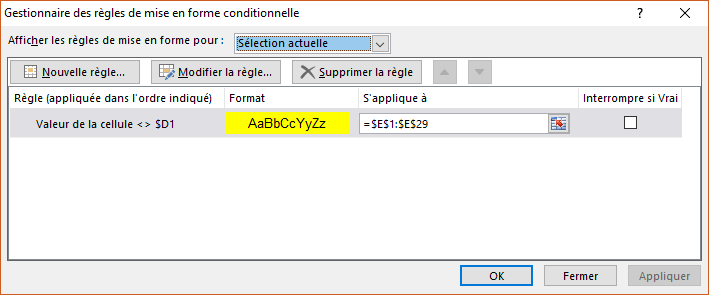 Gestionnaire des règles de mise en forme conditionnelle
Afficher les règles de mise en forme pour : Sélection actuelle
Nouvelle règle... Modifier la règle... Supprimer la règle
Règle (appliquée dans l'ordre indiqué) Format S'applique à Interrompre si Vrai
Valeur de la cellule <> $D1 AaBbCcYyZz =$E$1:$E$29
OK Fermer Appliquer